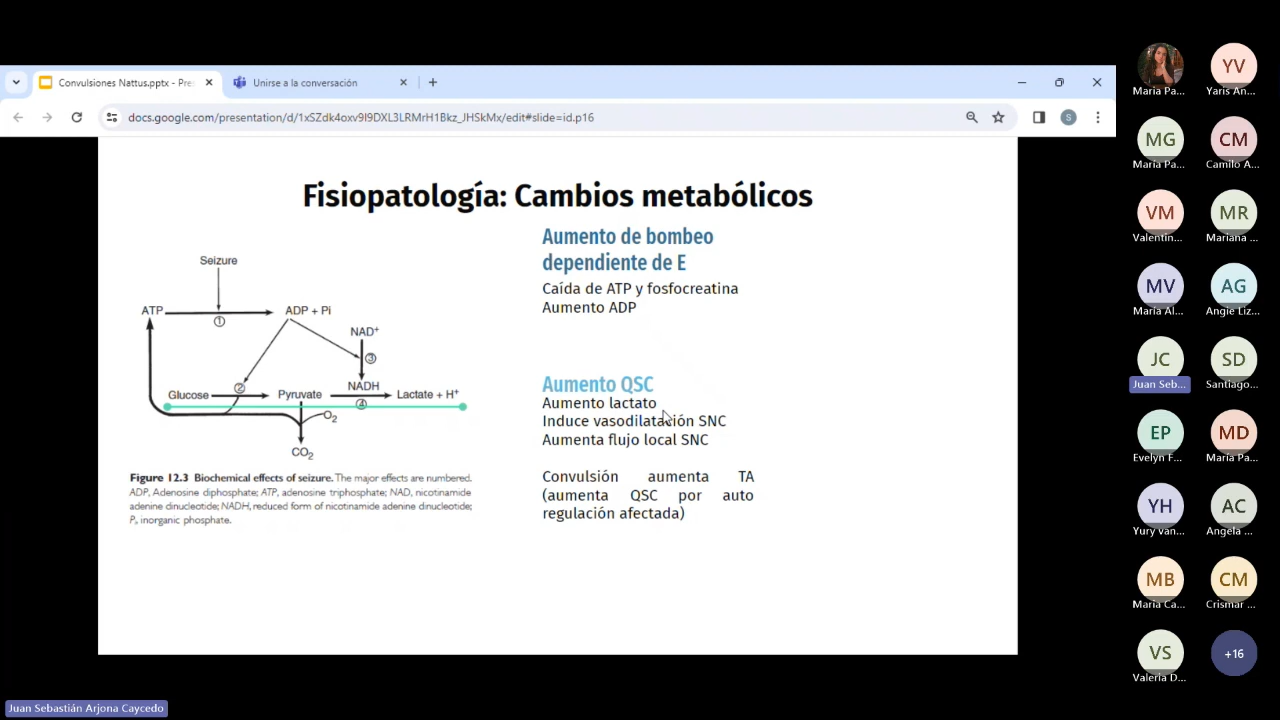 Convulsiones Nattus.pptx - Pre
Unirse a la conversación
docs.google.com/presentation/d/1xSZdk4oxv9I9DXL3LRMrH1Bkz_JHSkMx/edit#slide=id.p16
S
Fisiopatología: Cambios metabólicos
Seizure
ATP
ADP + Pi
1
NAD+
3
2
NADH
Glucose
Pyruvate
Lactate + H+
4
O2
CO2
Figure 12.3 Biochemical effects of seizure. The major effects are numbered.
ADP, Adenosine diphosphate; ATP, adenosine triphosphate; NAD, nicotinamide
adenine dinucleotide; NADH, reduced form of nicotinamide adenine dinucleotide;
Pi, inorganic phosphate.
Aumento de bombeo
dependiente de E
Caída de ATP y fosfocreatina
Aumento ADP
Aumento QSC
Aumento lactato
Induce vasodilatación SNC
Aumenta flujo local SNC
Convulsión aumenta TA
(aumenta QSC por auto
regulación afectada)
Maria Pa...
YV
Yaris An...
MG
Maria Pa...
CM
Camilo A...
VM
Valentin...
MR
Mariana ...
MV
María Al...
AG
Angie Liz...
JC
Juan Seb...
SD
Santiago...
EP
Evelyn F...
MD
María Pa...
YH
Yury Van...
AC
Angela ...
MB
Maria Ca...
CM
Crismar ...
VS
Valeria D...
+16
Juan Sebastián Arjona Caycedo